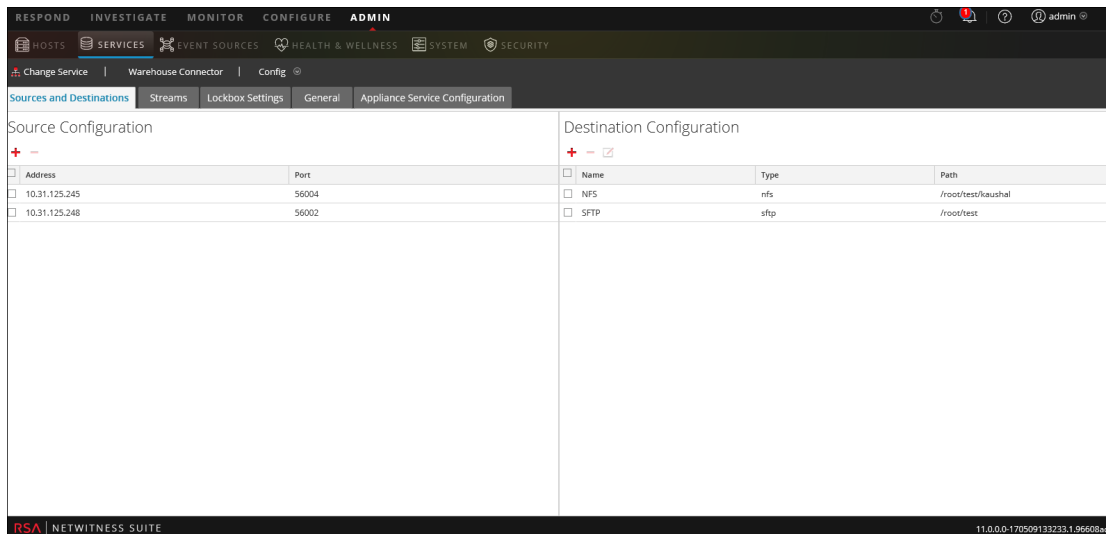 RESPOND INVESTIGATE MONITOR CONFIGURE ADMIN 1 ? admin
HOSTS SERVICES EVENT SOURCES HEALTH & WELLNESS SYSTEM SECURITY
Change Service | Warehouse Connector | Config
Sources and Destinations Streams Lockbox Settings General Appliance Service Configuration
Source Configuration
Address Port
10.31.125.245 56004
10.31.125.248 56002
Destination Configuration
Name Type Path
NFS nfs /root/test/kaushal
SFTP sftp /root/test
RSA | NETWITNESS SUITE 11.0.0.0-170509133233.1.96608a